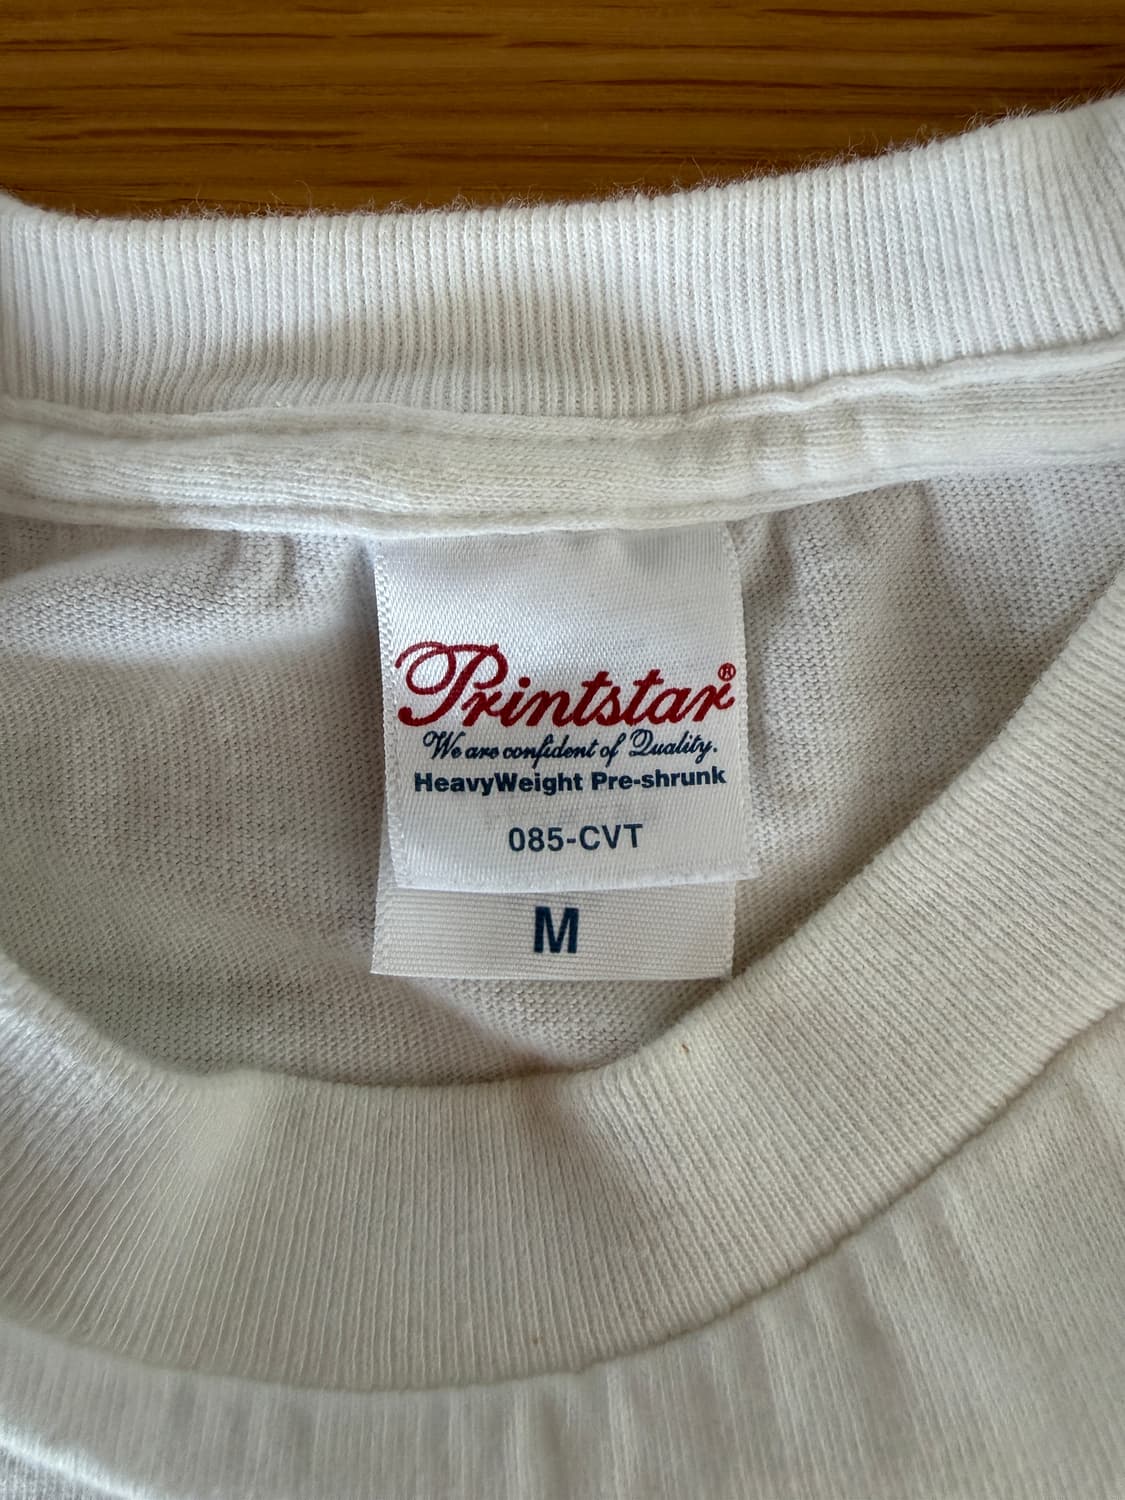 Printstar®
We are confident of Quality.
HeavyWeight Pre-shrunk
085-CVT
M